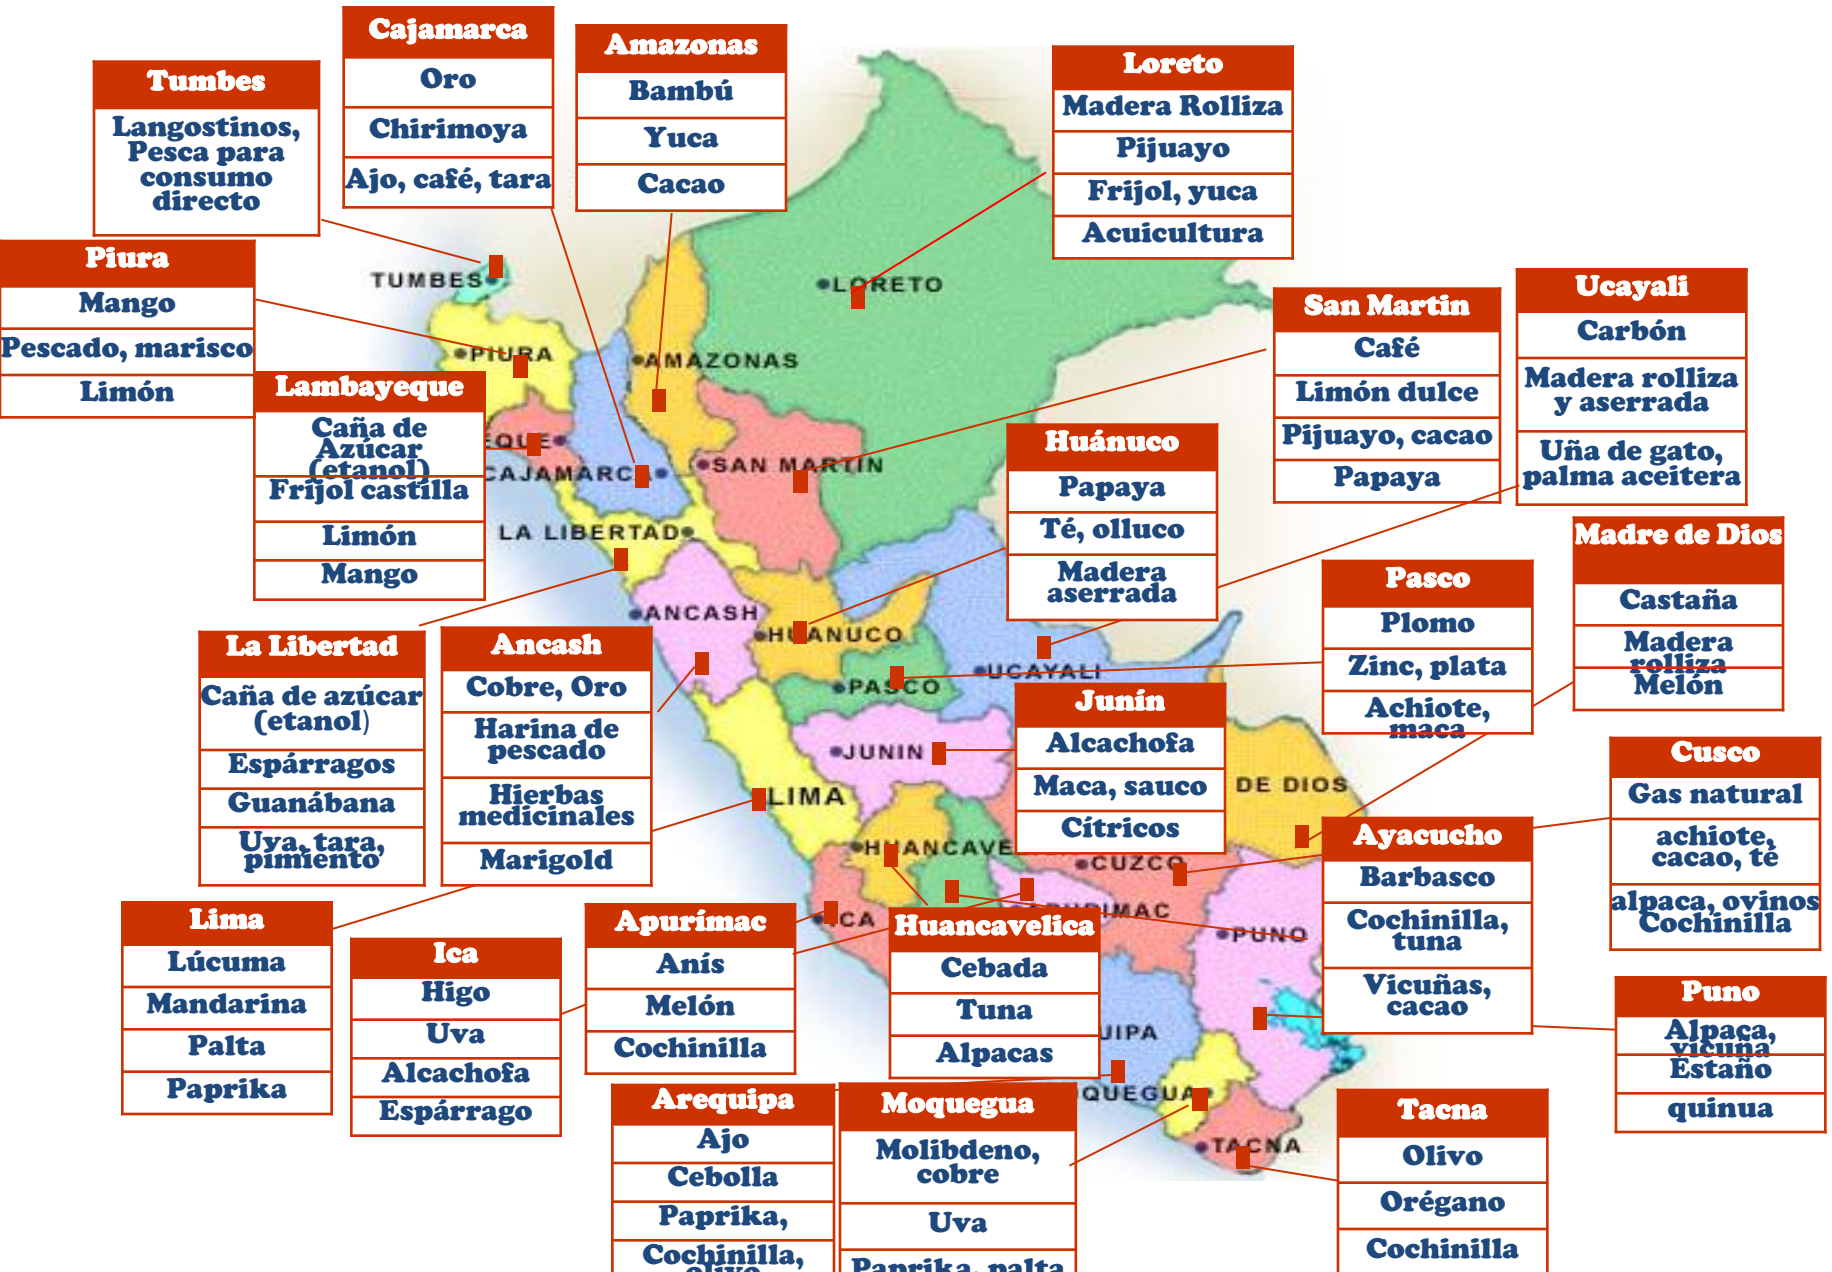 Cajamarca
Oro
Chirimoya
Ajo, café, tara
Amazonas
Bambú
Yuca
Cacao
Tumbes
Langostinos,
Pesca para
consumo
directo
Loreto
Madera Rolliza
Pijuayo
Frijol, yuca
Acuicultura
Piura
Mango
Pescado, marisco
Limón
Ucayali
Carbón
Madera rolliza
y aserrada
Uña de gato,
palma aceitera
San Martin
Café
Limón dulce
Pijuayo, cacao
Papaya
Lambayeque
Caña de
Azúcar
(etanol)
Frijol castilla
Limón
Mango
Huánuco
Papaya
Té, olluco
Madera
aserrada
Madre de Dios
Castaña
Madera
rolliza
Melón
Pasco
Plomo
Zinc, plata
Achiote,
maca
La Libertad
Caña de azúcar
(etanol)
Espárragos
Guanábana
Uva, tara,
pimiento
Ancash
Cobre, Oro
Harina de
pescado
Hierbas
medicinales
Marigold
Junín
Alcachofa
Maca, sauco
Cítricos
Cusco
Gas natural
achiote,
cacao, té
alpaca, ovinos
Cochinilla
Ayacucho
Barbasco
Cochinilla,
tuna
Vicuñas,
cacao
Lima
Lúcuma
Mandarina
Palta
Paprika
Ica
Higo
Uva
Alcachofa
Espárrago
Apurímac
Anís
Melón
Cochinilla
Huancavelica
Cebada
Tuna
Alpacas
Puno
Alpaca,
vicuña
Estaño
quinua
Arequipa
Ajo
Cebolla
Paprika,
Cochinilla,
olivo
Moquegua
Molibdeno,
cobre
Uva
Paprika, palta
Tacna
Olivo
Orégano
Cochinilla
TUMBES
LORETO
PIURA
AMAZONAS
EQUE
CAJAMARCA
SAN MARTIN
LA LIBERTAD
ANCASH
HUANUCO
UCAYALI
PASCO
JUNIN
LIMA
DE DIOS
HUANCAVE
CUZCO
ICA
APURIMAC
PUNO
UIPA
QUEGUA
TACNA